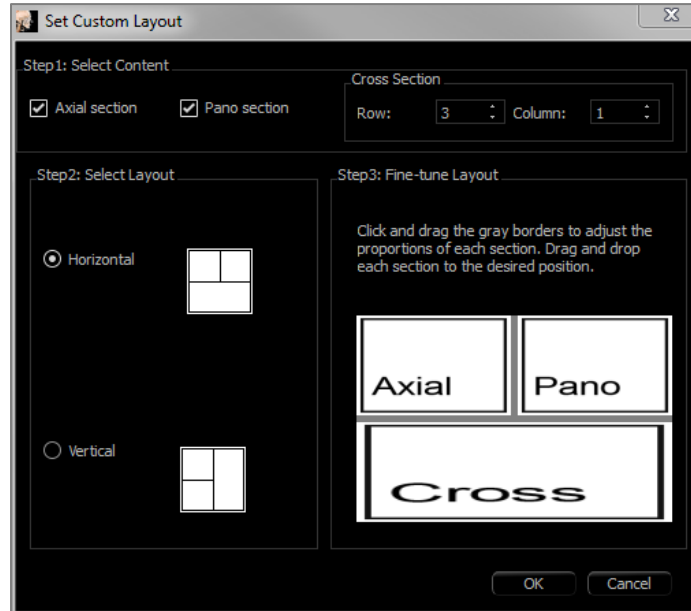 Set Custom Layout
Step1: Select Content
Axial section
Pano section
Cross Section
Row:
3
Column:
1
Step2: Select Layout
Horizontal
Vertical
Step3: Fine-tune Layout
Click and drag the gray borders to adjust the
proportions of each section. Drag and drop
each section to the desired position.
Axial
Pano
Cross
OK
Cancel